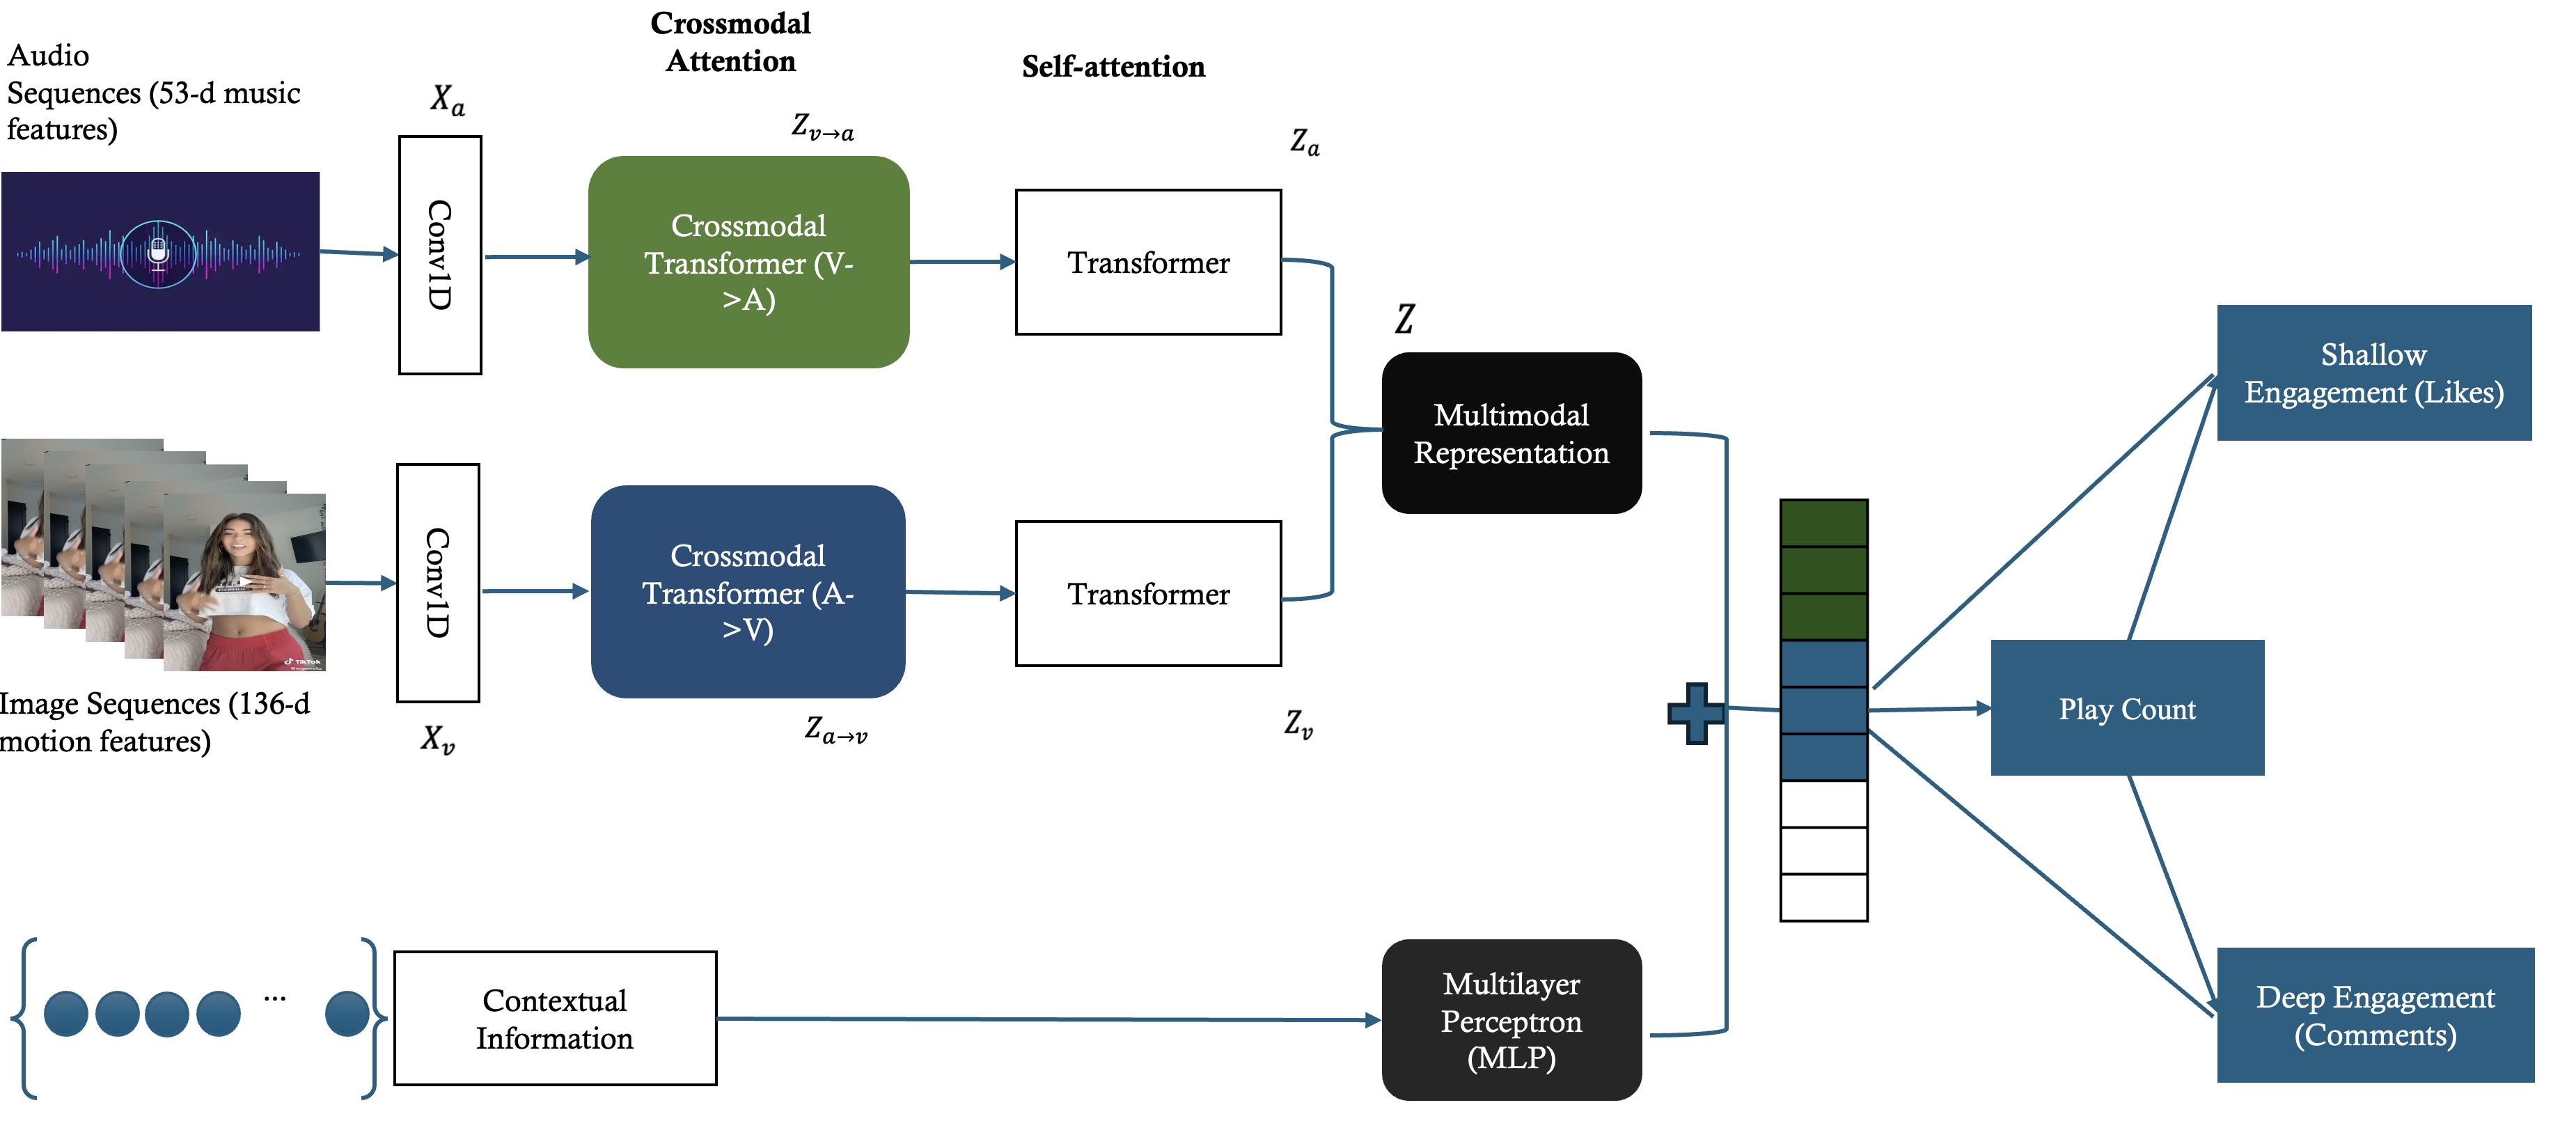 Crossmodal
Attention
Self-attention
Audio
Sequences (53-d music
features)
X_a
Z_{v→a}
Z_a
Conv1D
Crossmodal
Transformer (V-
>A)
Transformer
Z
Multimodal
Representation
Shallow
Engagement (Likes)
Conv1D
Crossmodal
Transformer (A-
>V)
Transformer
TikTok
Image Sequences (136-d
motion features)
X_v
Z_{a→v}
Z_v
Play Count
...
Contextual
Information
Multilayer
Perceptron
(MLP)
Deep Engagement
(Comments)